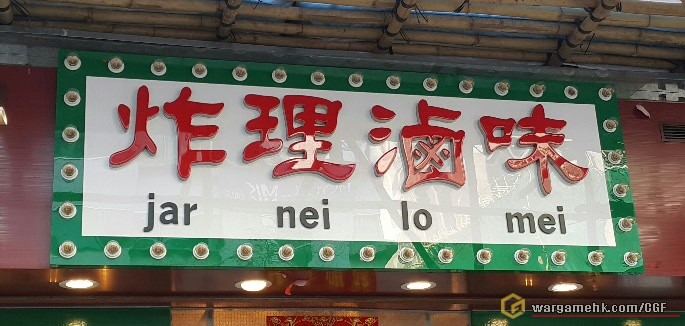 炸理滷味
jar nei lo mei
wargamehk.com/CGF